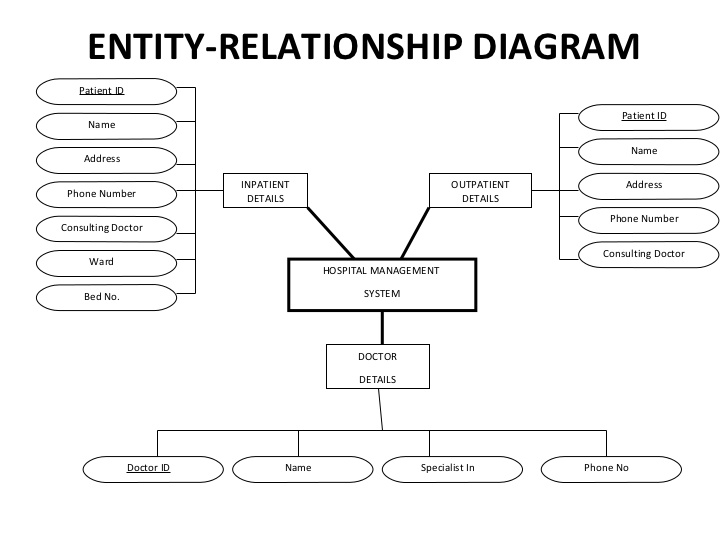 ENTITY-RELATIONSHIP DIAGRAM
Patient ID
Name
Address
Phone Number
Consulting Doctor
Ward
Bed No.
INPATIENT
DETAILS
OUTPATIENT
DETAILS
Patient ID
Name
Address
Phone Number
Consulting Doctor
HOSPITAL MANAGEMENT
SYSTEM
DOCTOR
DETAILS
Doctor ID
Name
Specialist In
Phone No